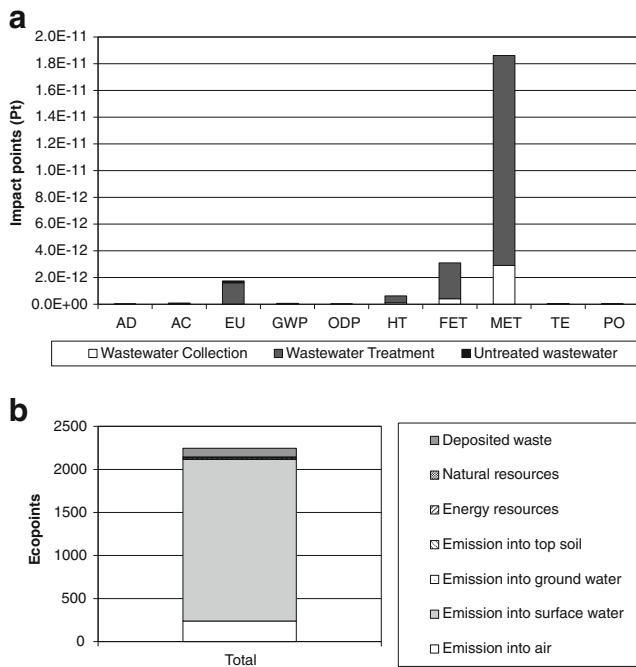 a
Impact points (Pt)
2.0E-11
1.8E-11
1.6E-11
1.4E-11
1.2E-11
1.0E-11
8.0E-12
6.0E-12
4.0E-12
2.0E-12
0.0E+00
AD AC EU GWP ODP HT FET MET TE PO
Wastewater Collection Wastewater Treatment Untreated wastewater
b
Ecopoints
2500
2000
1500
1000
500
0
Total
Deposited waste
Natural resources
Energy resources
Emission into top soil
Emission into ground water
Emission into surface water
Emission into air